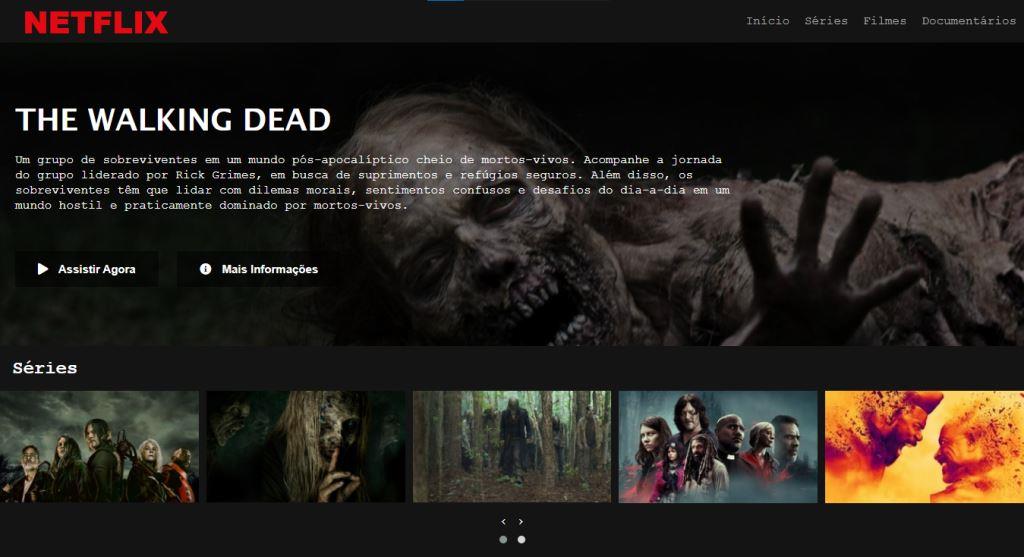 NETFLIX
Início Séries Filmes Documentários
THE WALKING DEAD
Um grupo de sobreviventes em um mundo pós-apocalíptico cheio de mortos-vivos. Acompanhe a jornada
do grupo liderado por Rick Grimes, em busca de suprimentos e refúgios seguros. Além disso, os
sobreviventes têm que lidar com dilemas morais, sentimentos confusos e desafios do dia-a-dia em um
mundo hostil e praticamente dominado por mortos-vivos.
Assistir Agora Mais Informações
Séries